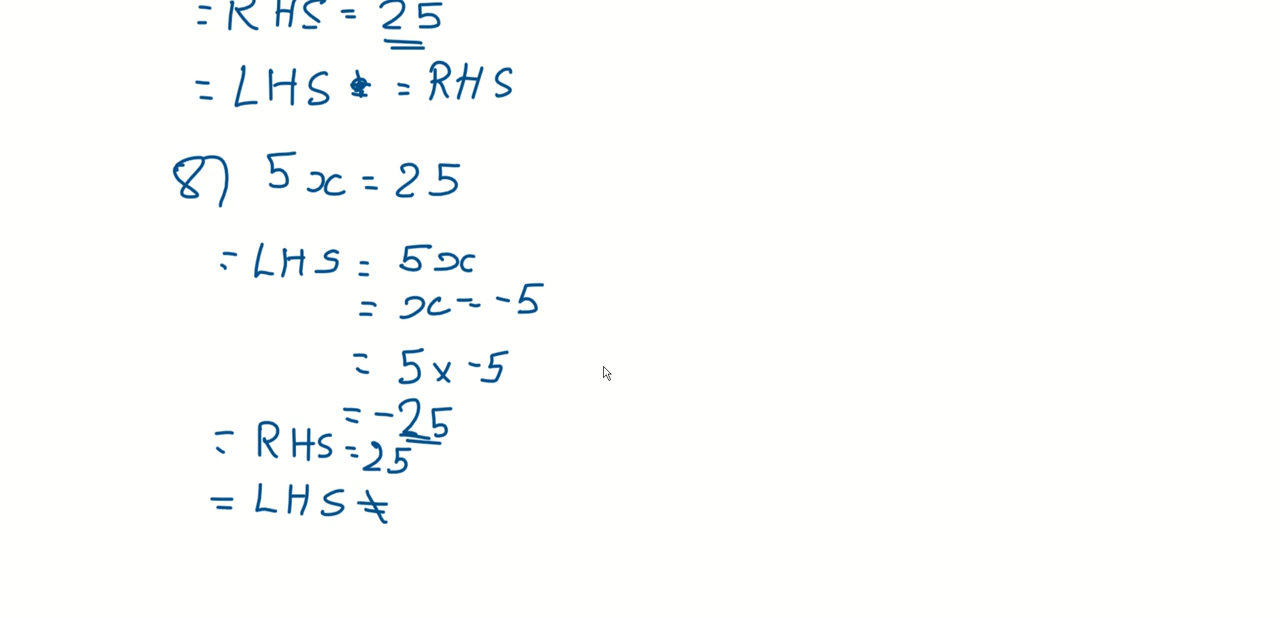 = RHS = 25
= LHS = RHS
8) 5x = 25
= LHS = 5x
= x = -5
= 5 x -5
= -25
= RHS = 25
= LHS ≠